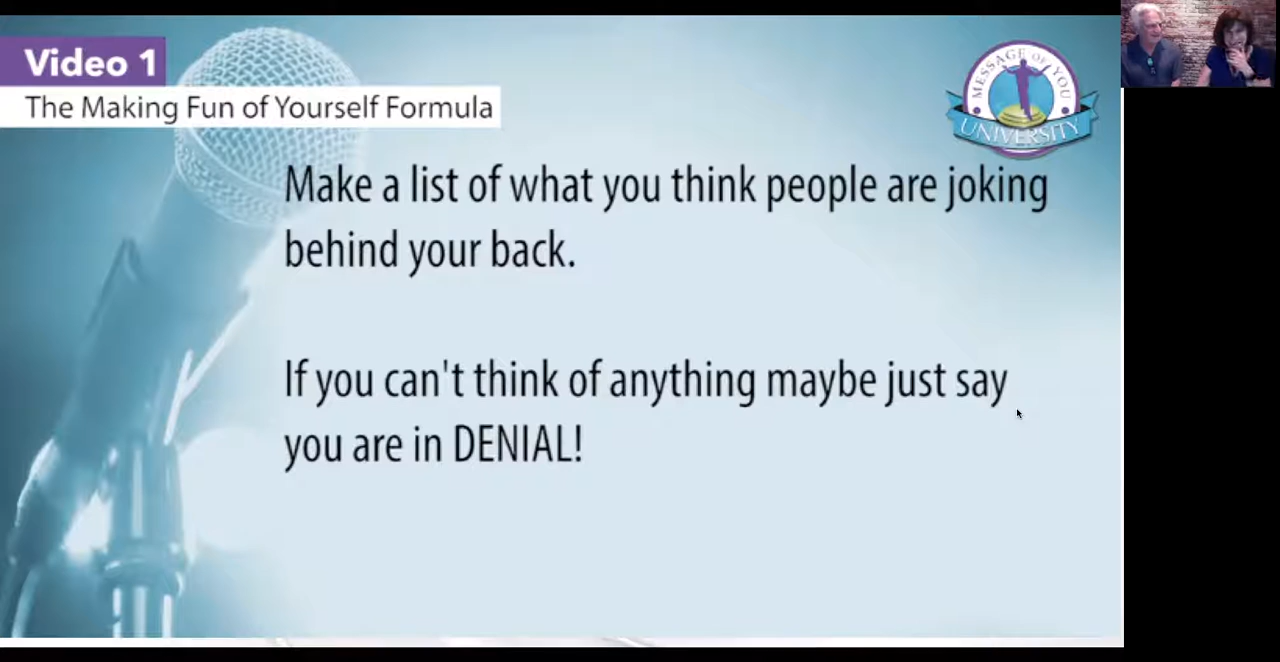 Video 1
The Making Fun of Yourself Formula
MESSAGE OF YOU
UNIVERSITY
Make a list of what you think people are joking
behind your back.
If you can't think of anything maybe just say
you are in DENIAL!